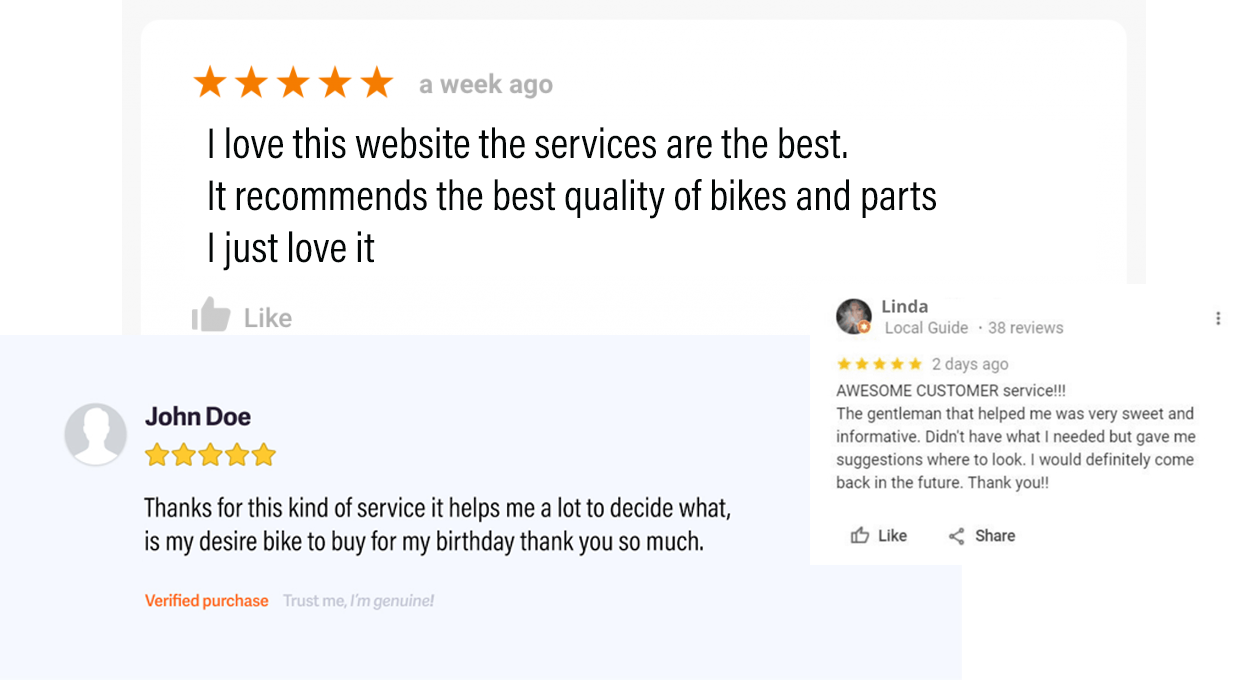 a week ago
I love this website the services are the best.
It recommends the best quality of bikes and parts
I just love it
Like
Linda
Local Guide · 38 reviews
2 days ago
AWESOME CUSTOMER service!!!
The gentleman that helped me was very sweet and
informative. Didn't have what I needed but gave me
suggestions where to look. I would definitely come
back in the future. Thank you!!
Like Share
John Doe
Thanks for this kind of service it helps me a lot to decide what,
is my desire bike to buy for my birthday thank you so much.
Verified purchase Trust me, I'm genuine!